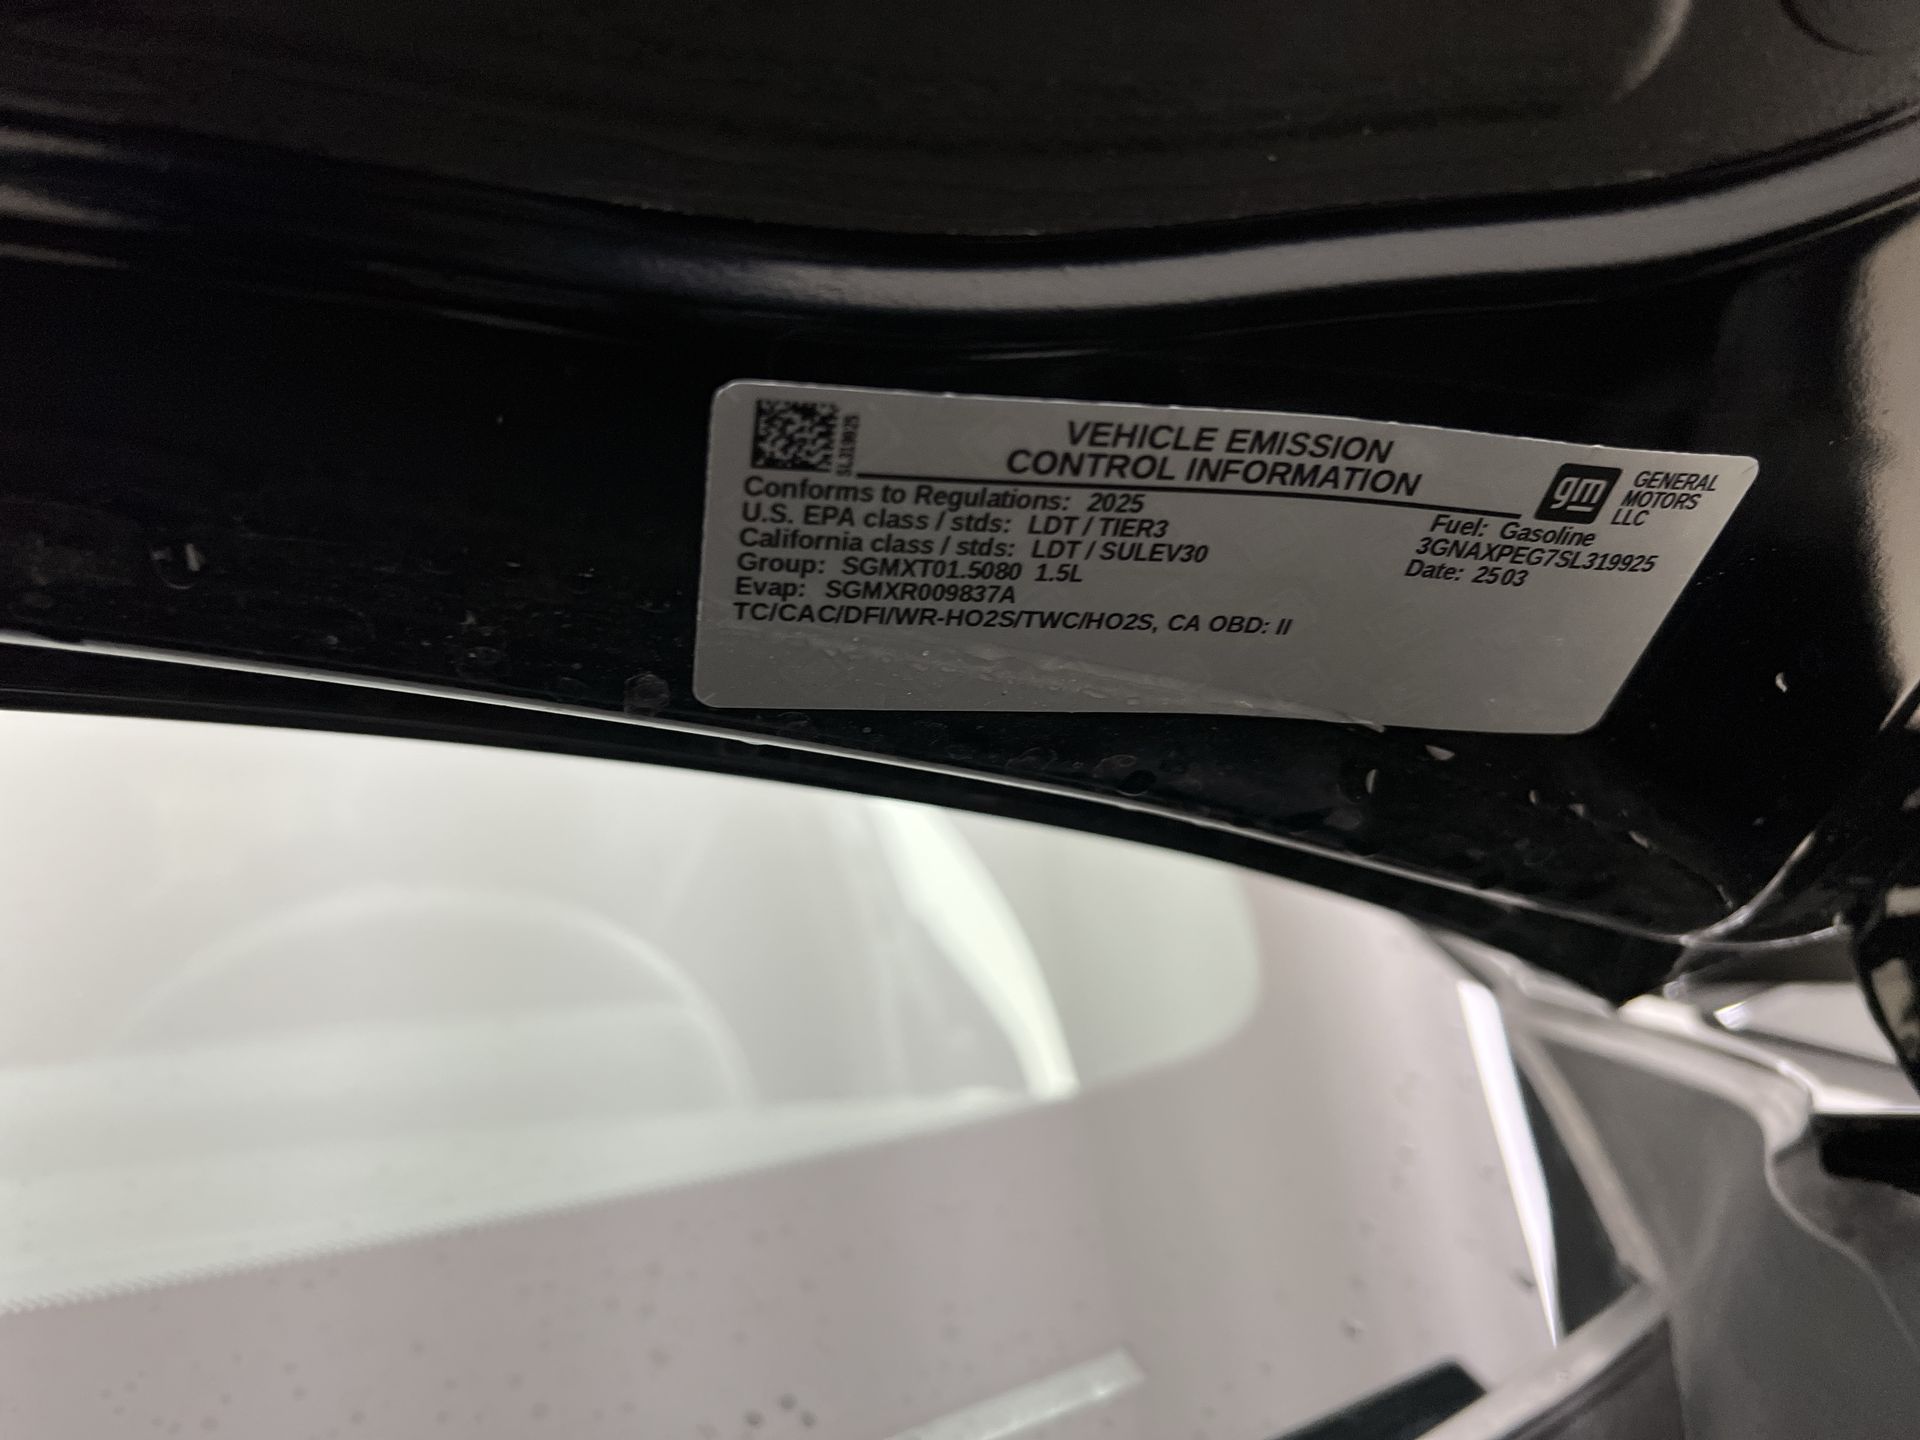 SL319925
VEHICLE EMISSION
CONTROL INFORMATION
gm
GENERAL
MOTORS
LLC
Conforms to Regulations: 2025
U.S. EPA class / stds: LDT / TIER3
California class / stds: LDT / SULEV30
Group: SGMXT01.5080 1.5L
Evap: SGMXR009837A
TC/CAC/DFI/WR-HO2S/TWC/HO2S, CA OBD: II
Fuel: Gasoline
3GNAXPEG7SL319925
Date: 2503